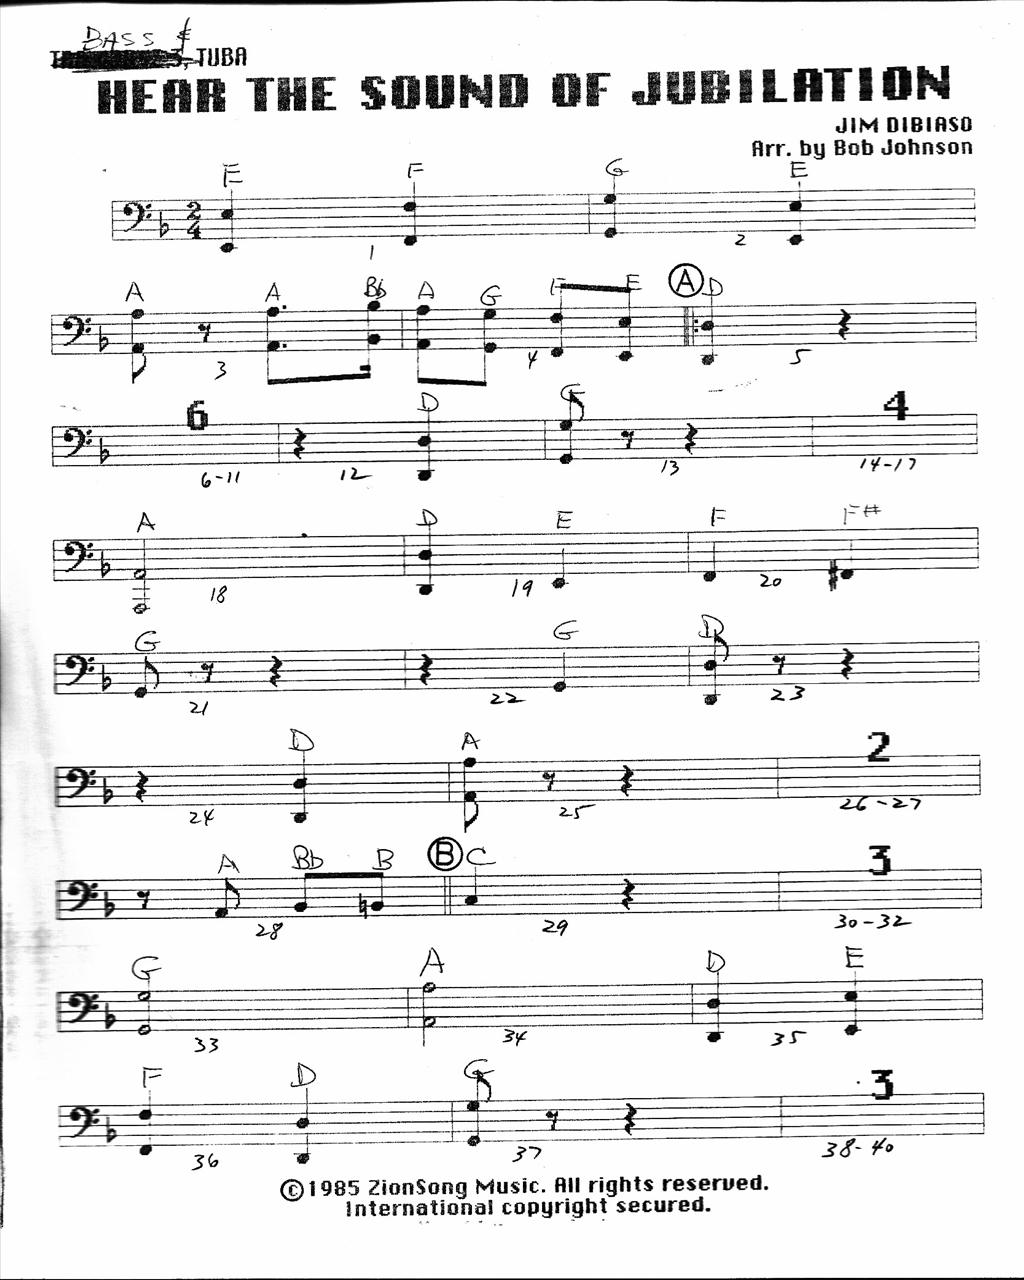 BASS &
TUBA
HEAR THE SOUND OF JUBILATION
JIM DIBIASO
Arr. by Bob Johnson
E F G E
2 4
1 2
A A Bb A G F E A D
3 4 5
6 D G 4
6-11 12 13 14-17
A D E F F#
18 19 20
G G D
21 22 23
D A 2
24 25 26-27
A Bb B B C 3
28 29 30-32
G A D E
33 34 35
F D G 3
36 37 38-40
©1985 ZionSong Music. All rights reserved.
International copyright secured.